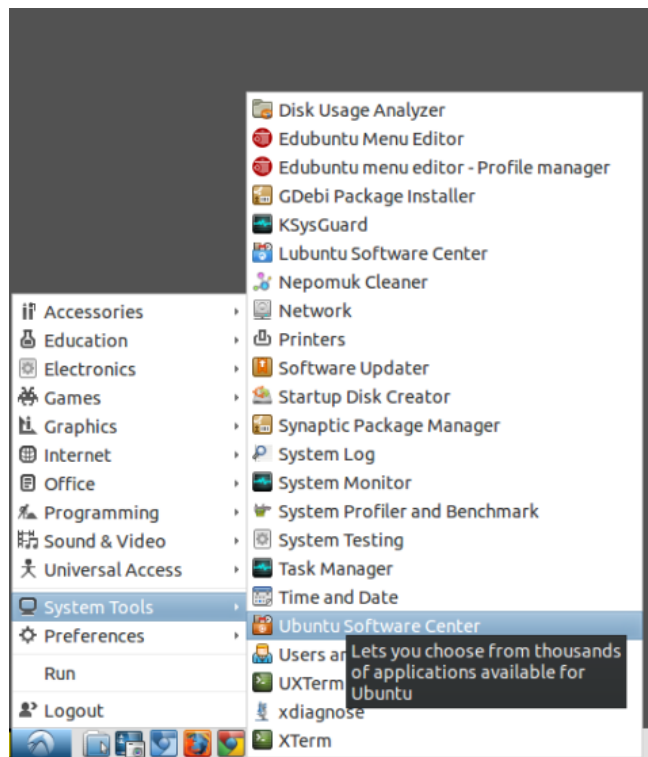 Disk Usage Analyzer
Edubuntu Menu Editor
Edubuntu menu editor - Profile manager
GDebi Package Installer
KSysGuard
Lubuntu Software Center
Nepomuk Cleaner
Network
Printers
Software Updater
Startup Disk Creator
Synaptic Package Manager
System Log
System Monitor
System Profiler and Benchmark
System Testing
Task Manager
Time and Date
Ubuntu Software Center
Users
UXTerm
xdiagnose
XTerm
Lets you choose from thousands
of applications available for
Ubuntu
Accessories
Education
Electronics
Games
Graphics
Internet
Office
Programming
Sound & Video
Universal Access
System Tools
Preferences
Run
Logout